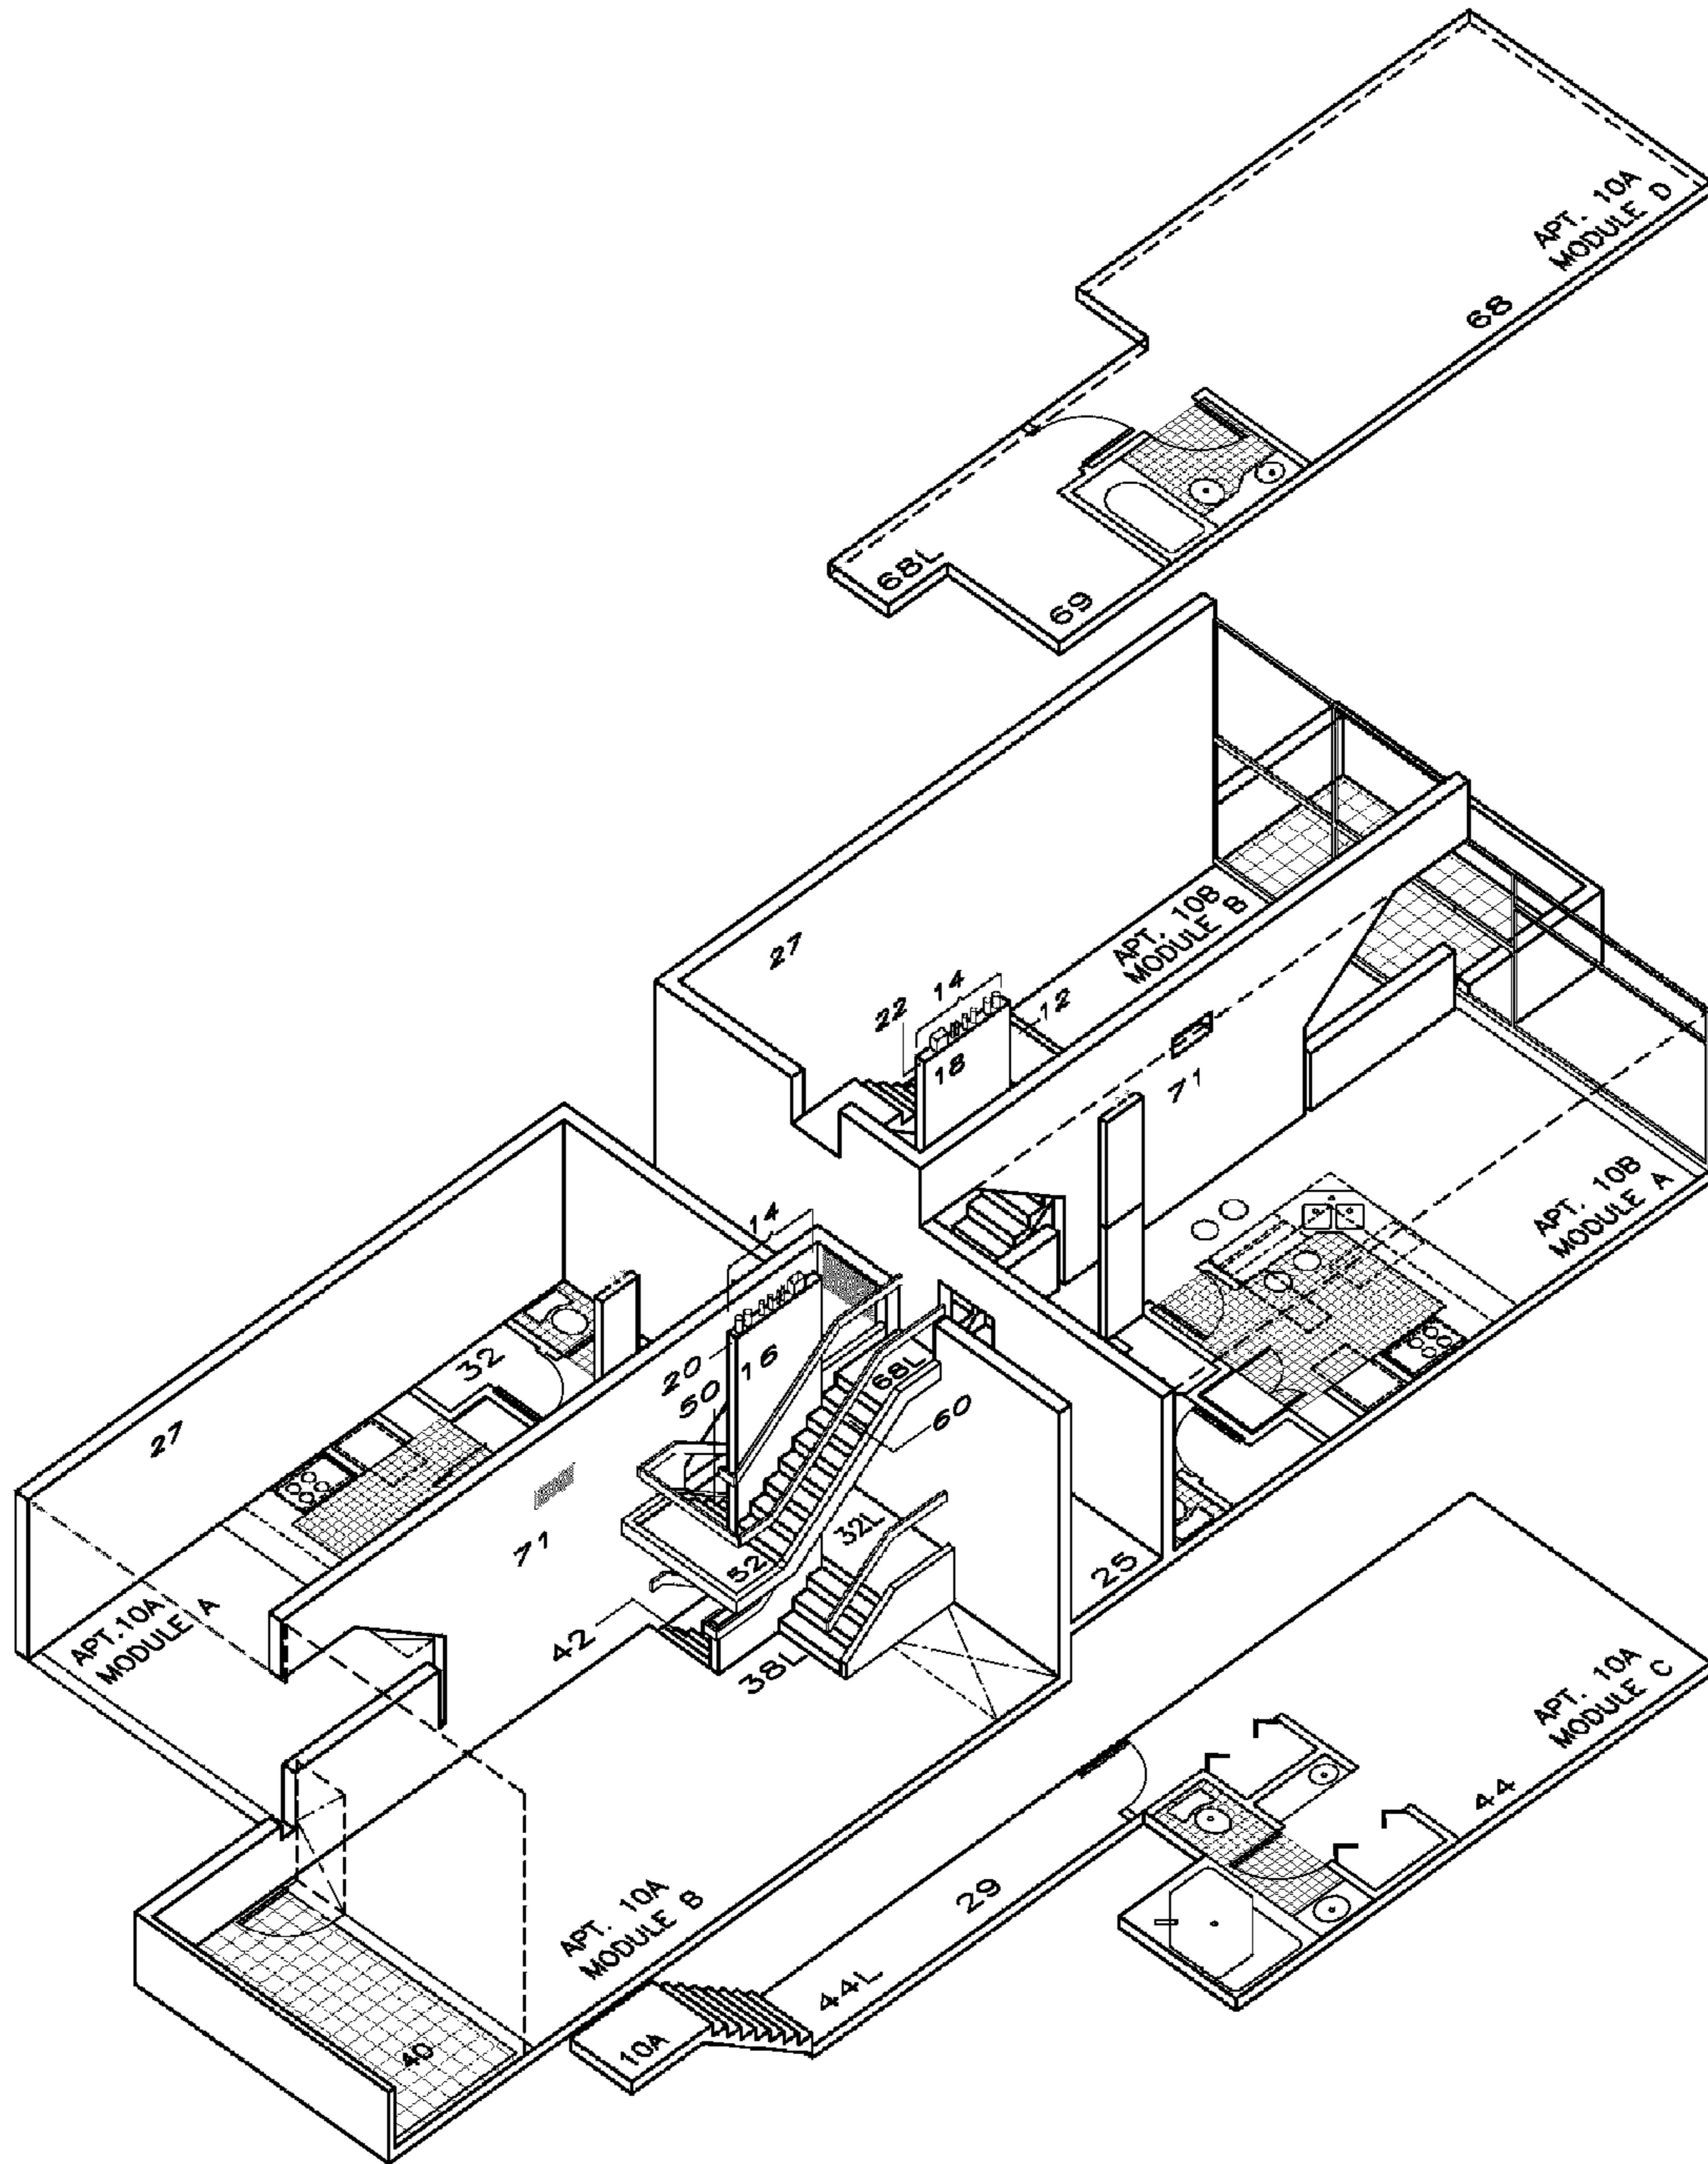 APT. 10A
MODULE D
68
68L
69
27
APT. 10B
MODULE B
14
22
12
18
71
APT. 10B
MODULE A
14
32
20
16
50
68L
60
27
71
32L
52
25
42
38L
APT.10A
MODULE A
APT. 10A
MODULE C
44
APT. 10A
MODULE B
29
44L
10A
40